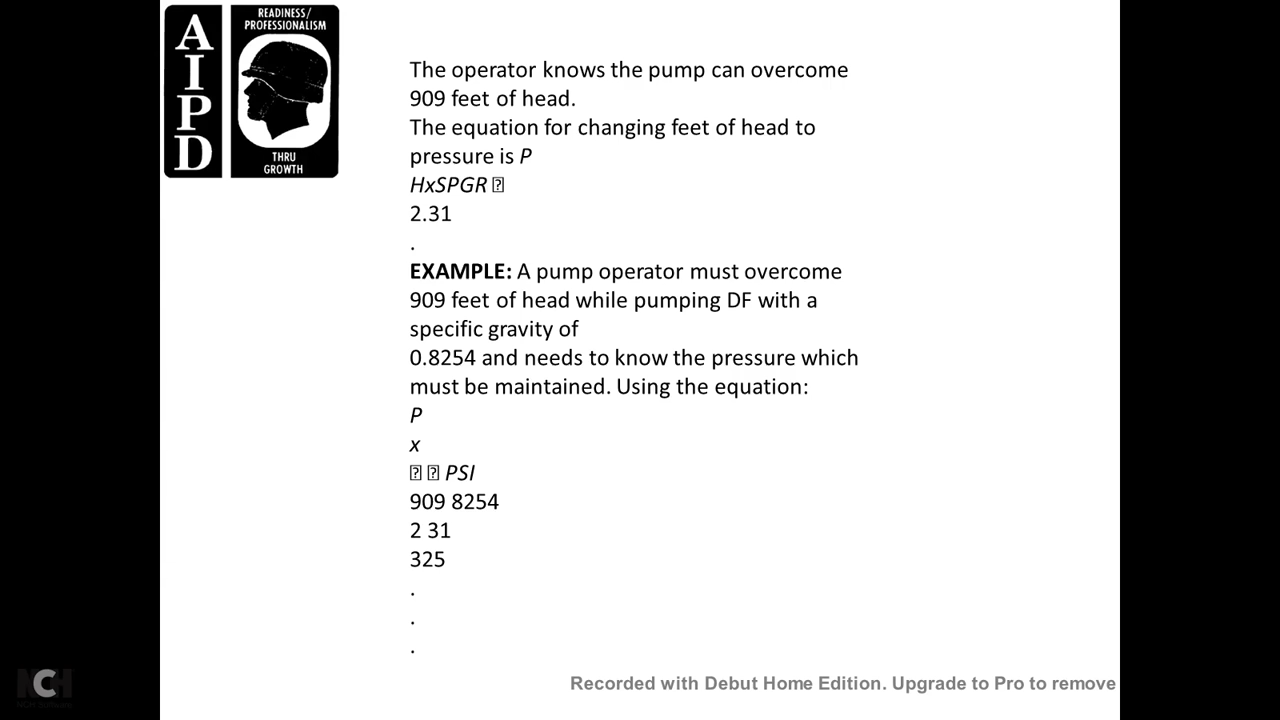 A
I
P
D
READINESS/
PROFESSIONALISM
THRU
GROWTH
The operator knows the pump can overcome
909 feet of head.
The equation for changing feet of head to
pressure is P
HxSPGR 
2.31
.
EXAMPLE: A pump operator must overcome
909 feet of head while pumping DF with a
specific gravity of
0.8254 and needs to know the pressure which
must be maintained. Using the equation:
P
x
  PSI
909 8254
2 31
325
.
.
.
NCH
Recorded with Debut Home Edition. Upgrade to Pro to remove